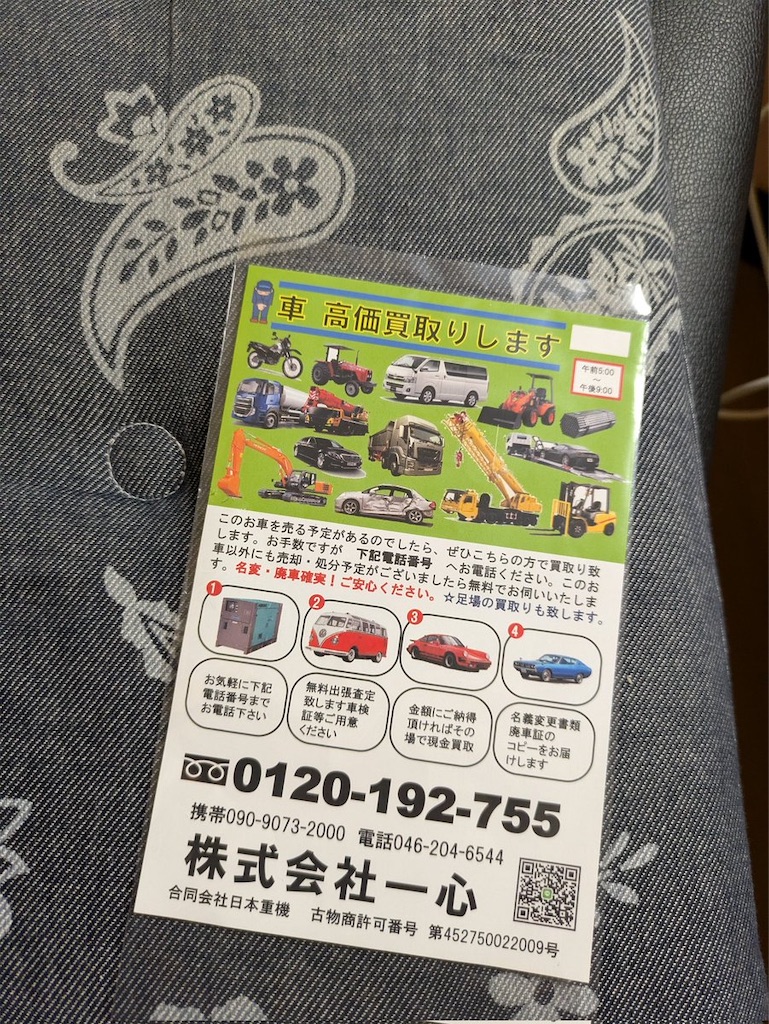 車 高価買取りします
午前5:00
～
午後9:00
このお車を売る予定があるのでしたら、ぜひこちらの方で買取り致
します。お手数ですが 下記電話番号 へお電話ください。このお
車以外にも売却・処分予定がございましたら無料でお伺いいたしま
す。名変・廃車確実！ご安心ください。☆足場の買取りも致します。
1 2 3 4
お気軽に下記
電話番号まで
お電話下さい
無料出張査定
致します車検
証等ご用意
ください
金額にご納得
頂ければその
場で現金買取
名義変更書類
廃車証の
コピーをお届
けします
0120-192-755
携帯090-9073-2000 電話046-204-6544
株式会社一心
合同会社日本重機 古物商許可番号 第452750022009号